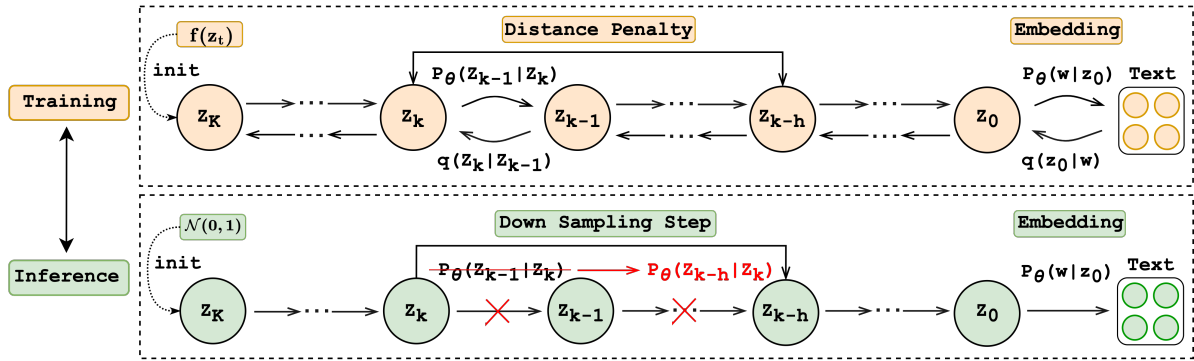 Training
f(z_t)
init
Distance Penalty
Embedding
P_θ(Z_{k-1}|Z_k)
P_θ(w|z_0)
Text
Z_K
Z_k
Z_{k-1}
Z_{k-h}
Z_0
q(Z_k|Z_{k-1})
q(z_0|w)
Inference
𝒩(0,1)
init
Down Sampling Step
Embedding
P_θ(Z_{k-1}|Z_k)
P_θ(Z_{k-h}|Z_k)
P_θ(w|z_0)
Text
Z_K
Z_k
Z_{k-1}
Z_{k-h}
Z_0